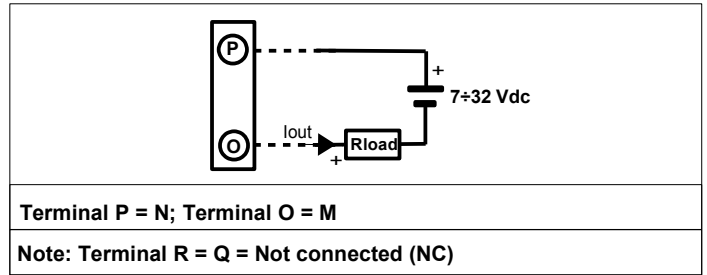 P
+
7÷32 Vdc
Iout
O
+
Rload
Terminal P = N; Terminal O = M
Note: Terminal R = Q = Not connected (NC)